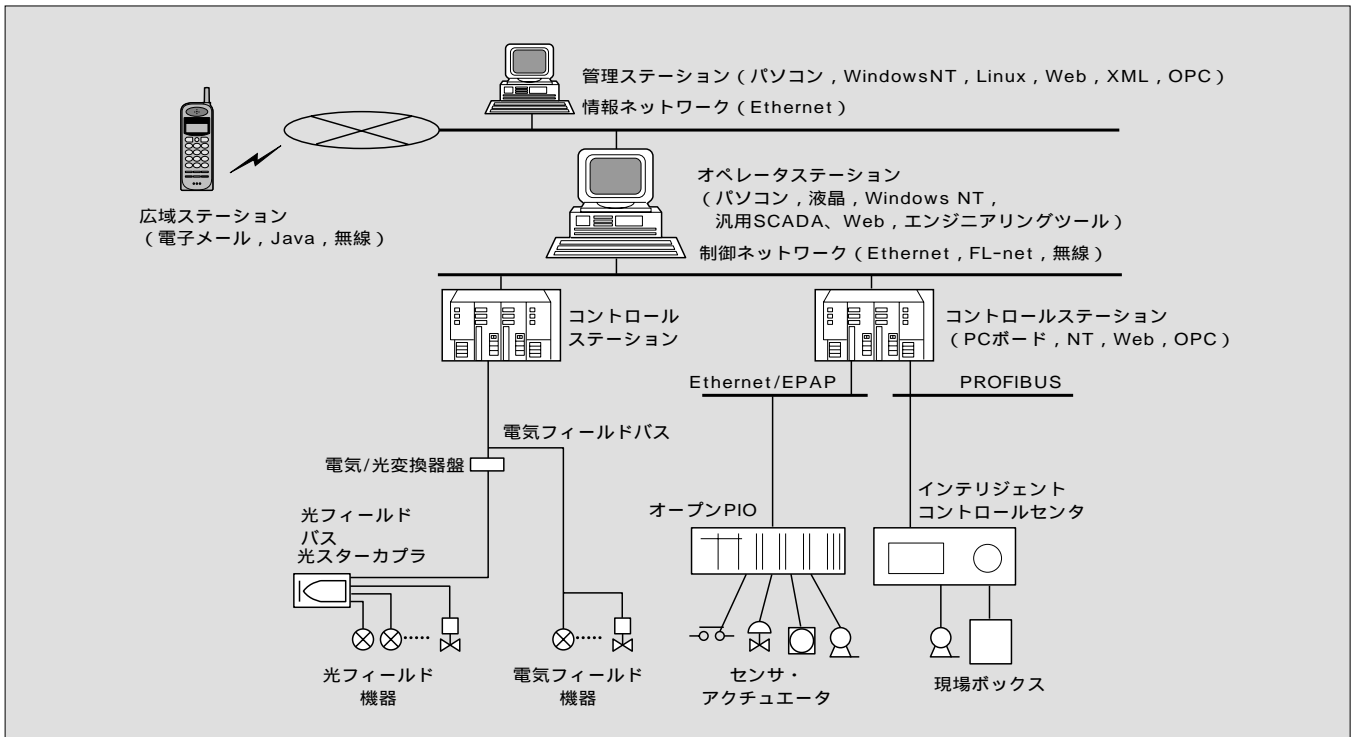 管理ステーション（パソコン，WindowsNT，Linux，Web，XML，OPC）
情報ネットワーク（Ethernet）
オペレータステーション
（パソコン，液晶，Windows NT，
汎用SCADA、Web，エンジニアリングツール）
広域ステーション
（電子メール，Java，無線）
制御ネットワーク（Ethernet，FL-net，無線）
コントロール
ステーション
コントロールステーション
（PCボード，NT，Web，OPC）
Ethernet/EPAP
PROFIBUS
電気フィールドバス
電気/光変換器盤
光フィールド
バス
光スターカプラ
オープンPIO
インテリジェント
コントロールセンタ
光フィールド
機器
電気フィールド
機器
センサ・
アクチュエータ
現場ボックス